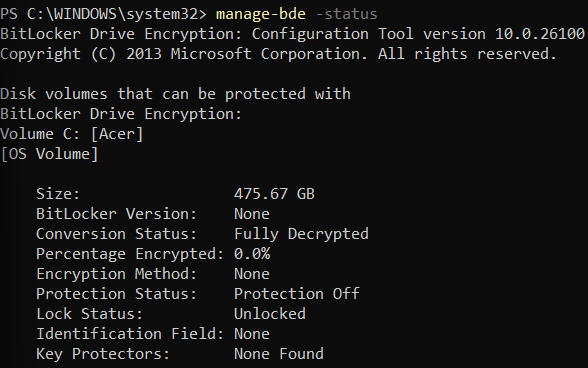 PS C:\WINDOWS\system32> manage-bde -status
BitLocker Drive Encryption: Configuration Tool version 10.0.26100
Copyright (C) 2013 Microsoft Corporation. All rights reserved.

Disk volumes that can be protected with
BitLocker Drive Encryption:
Volume C: [Acer]
[OS Volume]

    Size:                 475.67 GB
    BitLocker Version:    None
    Conversion Status:    Fully Decrypted
    Percentage Encrypted: 0.0%
    Encryption Method:    None
    Protection Status:    Protection Off
    Lock Status:          Unlocked
    Identification Field: None
    Key Protectors:       None Found